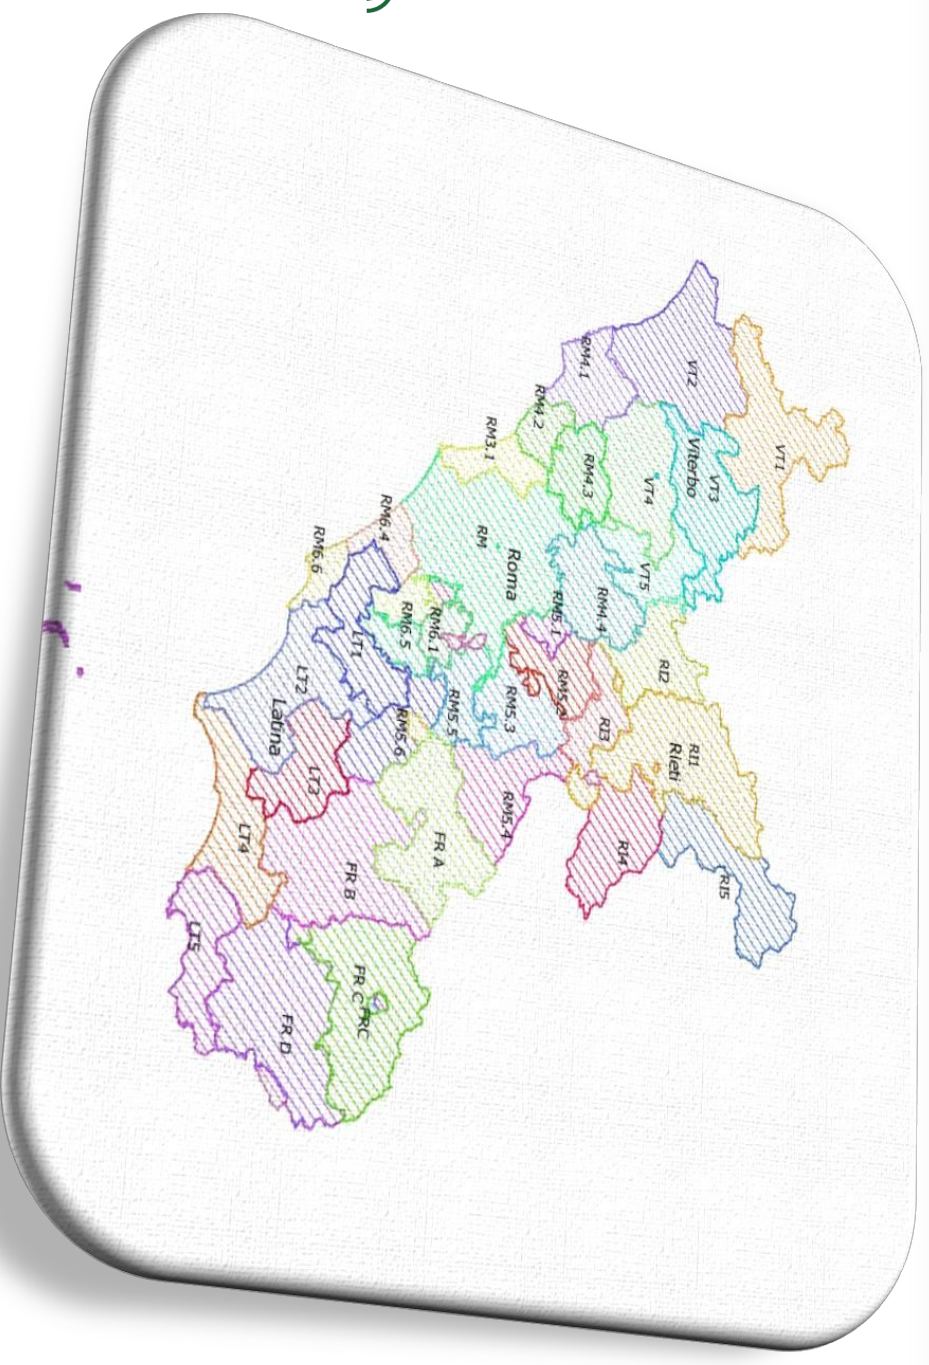 VT1
VT2
VT3
Viterbo
VT4
VT5
RM4.1
RM4.2
RM4.3
RM4.4
RM3.1
RM
Roma
RM5.1
RM5.2
RM5.3
RM5.4
RM5.5
RM5.6
RM6.1
RM6.4
RM6.5
RM6.6
RI1
Rieti
RI2
RI3
RI4
RI5
LT1
LT2
Latina
LT3
LT4
LT5
FR A
FR B
FR C
FR D